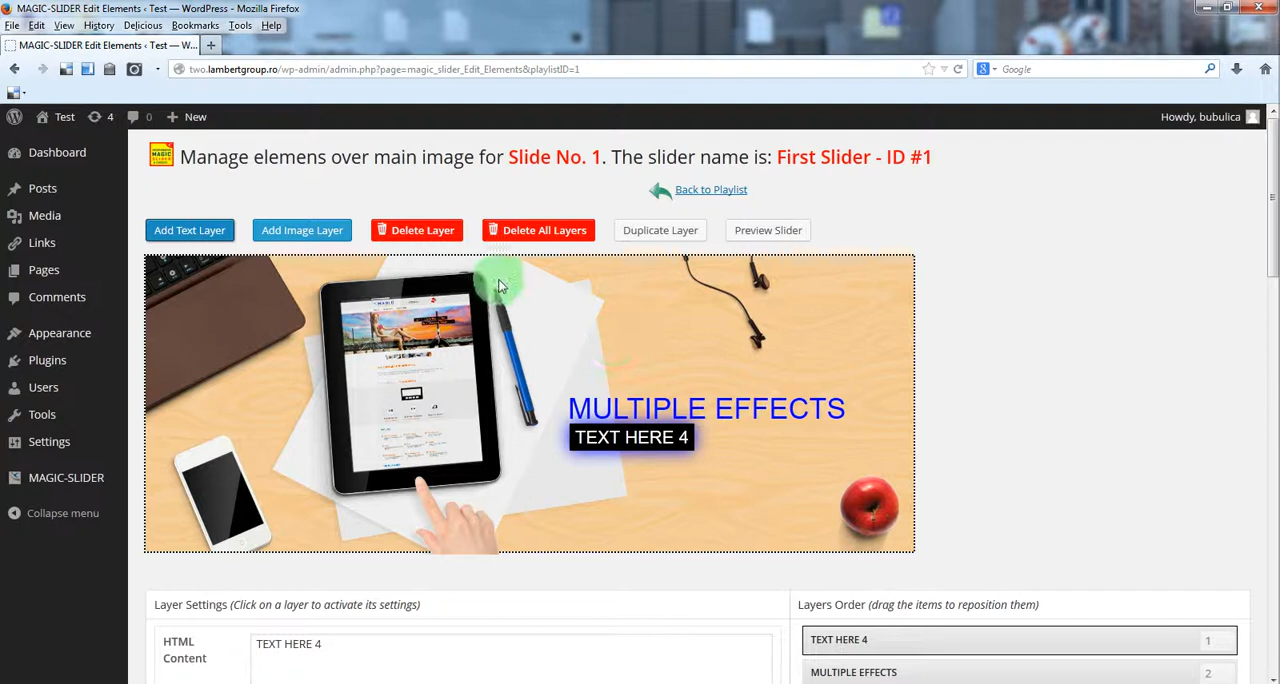 MAGIC-SLIDER Edit Elements ‹ Test — WordPress - Mozilla Firefox
File Edit View History Delicious Bookmarks Tools Help
MAGIC-SLIDER Edit Elements ‹ Test — W...
two.lambertgroup.ro/wp-admin/admin.php?page=magic_slider_Edit_Elements&playlistID=1
Google
Test 4 0 New
Howdy, bubulica
Dashboard
Posts
Media
Links
Pages
Comments
Appearance
Plugins
Users
Tools
Settings
MAGIC-SLIDER
Collapse menu
Manage elemens over main image for Slide No. 1. The slider name is: First Slider - ID #1
Back to Playlist
Add Text Layer Add Image Layer Delete Layer Delete All Layers Duplicate Layer Preview Slider
MULTIPLE EFFECTS
TEXT HERE 4
Layer Settings (Click on a layer to activate its settings)
HTML Content
TEXT HERE 4
Layers Order (drag the items to reposition them)
TEXT HERE 4 1
MULTIPLE EFFECTS 2